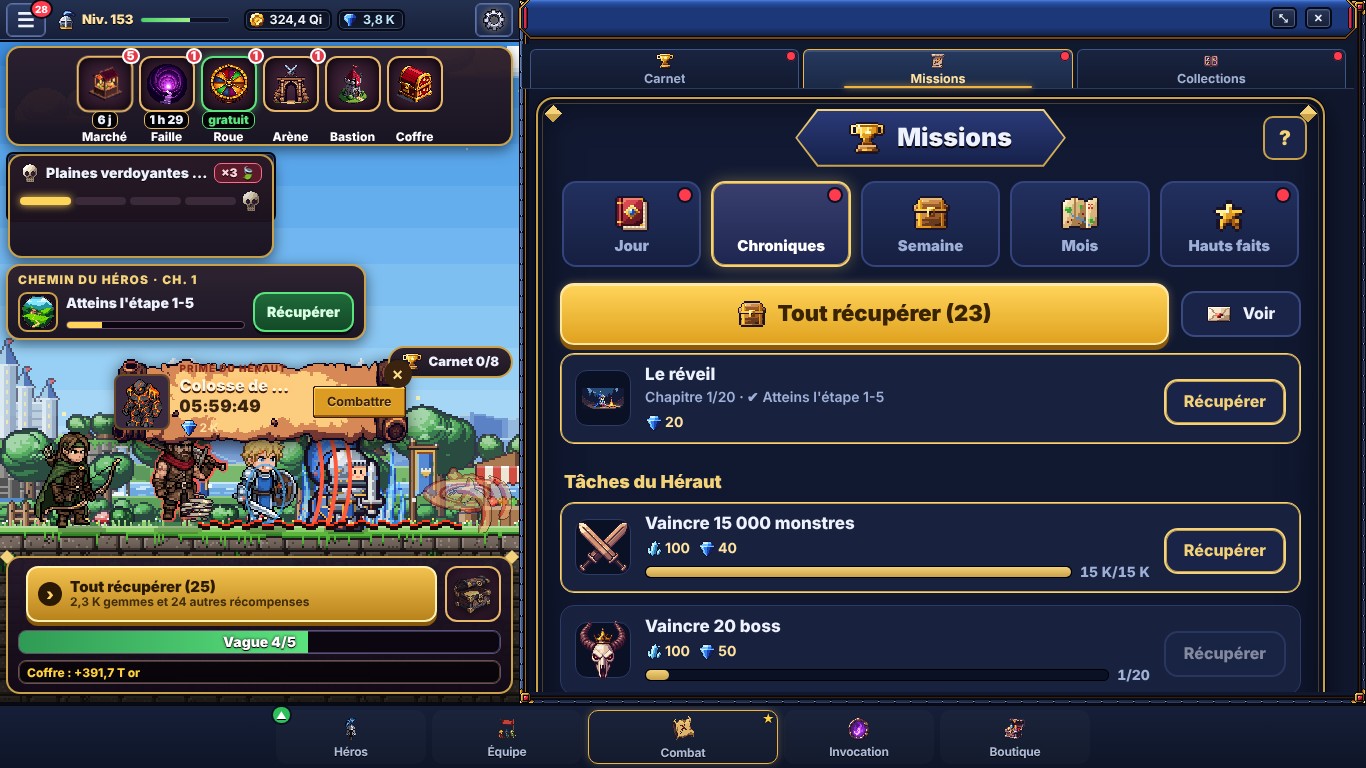 28
Niv. 153
324,4 Qi
3,8 K
5
1
1
1
6 j
1 h 29
gratuit
Marché
Faille
Roue
Arène
Bastion
Coffre
Plaines verdoyantes ...
×3
CHEMIN DU HÉROS · CH. 1
Atteins l'étape 1-5
Récupérer
Carnet 0/8
PRIME DU HÉRAUT
Colosse de ...
05:59:49
2 K
Combattre
Tout récupérer (25)
2,3 K gemmes et 24 autres récompenses
Vague 4/5
Coffre : +391,7 T or
Carnet
Missions
Collections
Missions
?
Jour
Chroniques
Semaine
Mois
Hauts faits
Tout récupérer (23)
Voir
Le réveil
Chapitre 1/20 · ✔ Atteins l'étape 1-5
20
Récupérer
Tâches du Héraut
Vaincre 15 000 monstres
100 40
15 K/15 K
Récupérer
Vaincre 20 boss
100 50
1/20
Récupérer
Héros
Équipe
Combat
Invocation
Boutique